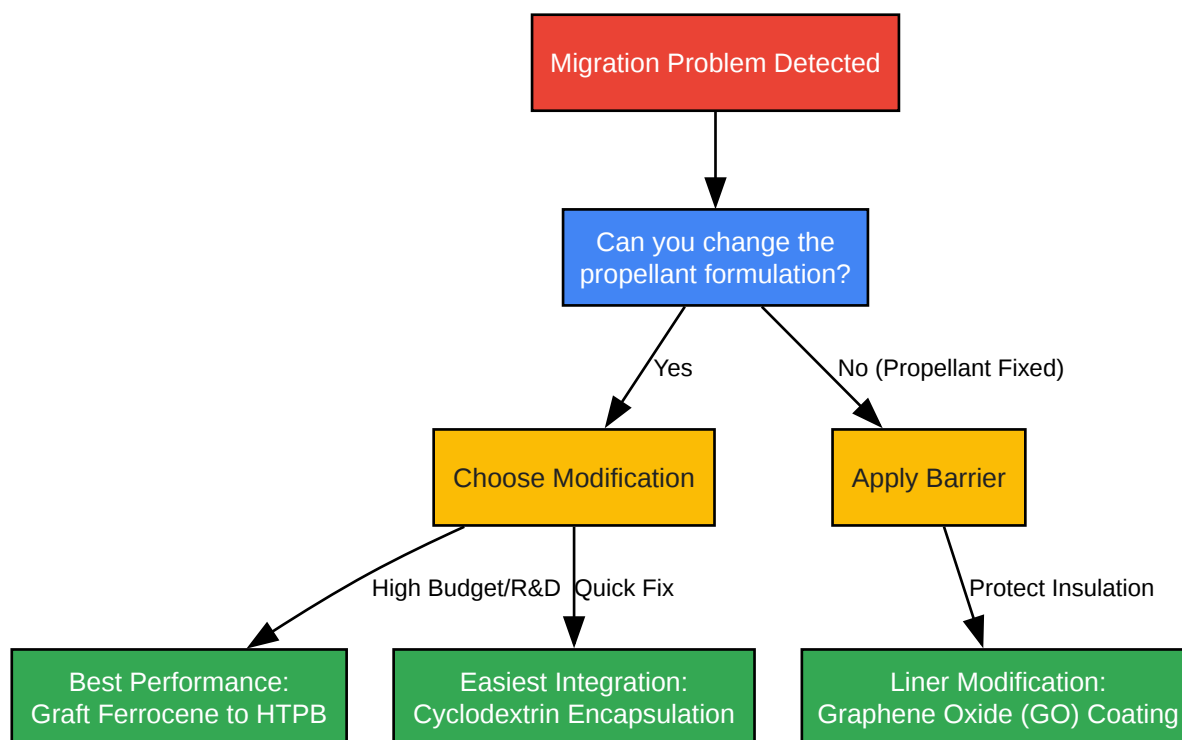 Migration Problem Detected
Can you change the
propellant formulation?
Yes
No (Propellant Fixed)
Choose Modification
Apply Barrier
High Budget/R&D
Quick Fix
Protect Insulation
Best Performance:
Graft Ferrocene to HTPB
Easiest Integration:
Cyclodextrin Encapsulation
Liner Modification:
Graphene Oxide (GO) Coating